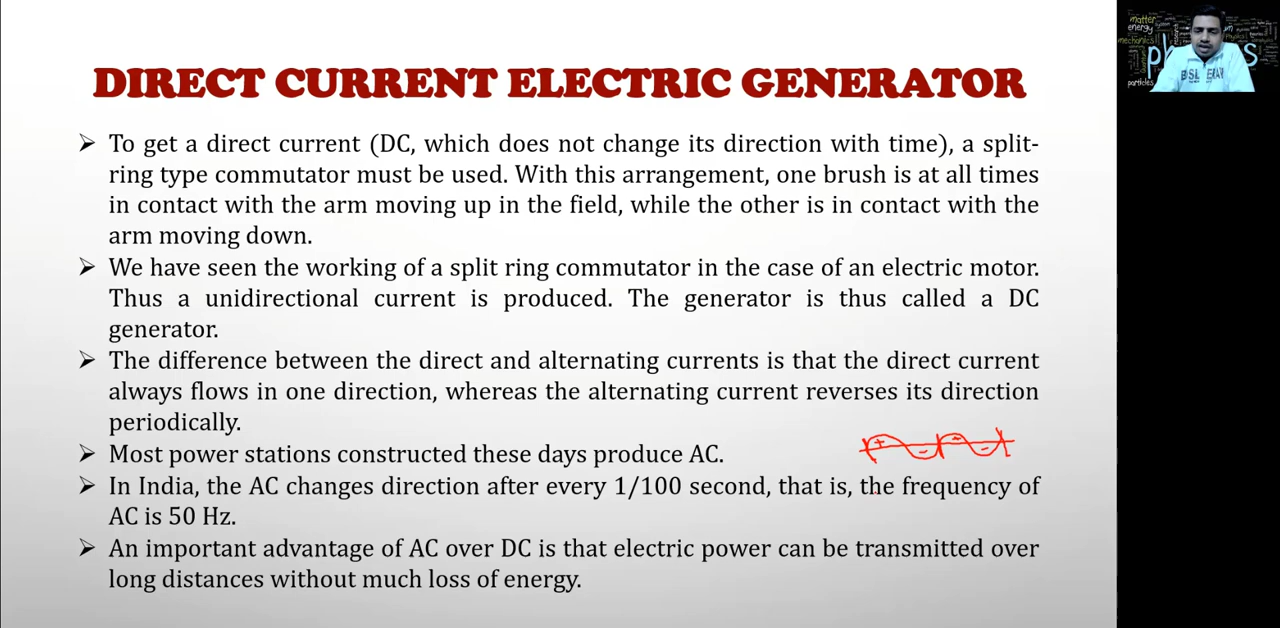 DIRECT CURRENT ELECTRIC GENERATOR
➢ To get a direct current (DC, which does not change its direction with time), a split-
ring type commutator must be used. With this arrangement, one brush is at all times
in contact with the arm moving up in the field, while the other is in contact with the
arm moving down.
➢ We have seen the working of a split ring commutator in the case of an electric motor.
Thus a unidirectional current is produced. The generator is thus called a DC
generator.
➢ The difference between the direct and alternating currents is that the direct current
always flows in one direction, whereas the alternating current reverses its direction
periodically.
➢ Most power stations constructed these days produce AC.
➢ In India, the AC changes direction after every 1/100 second, that is, the frequency of
AC is 50 Hz.
➢ An important advantage of AC over DC is that electric power can be transmitted over
long distances without much loss of energy.
matter
energy
mechanics
particles